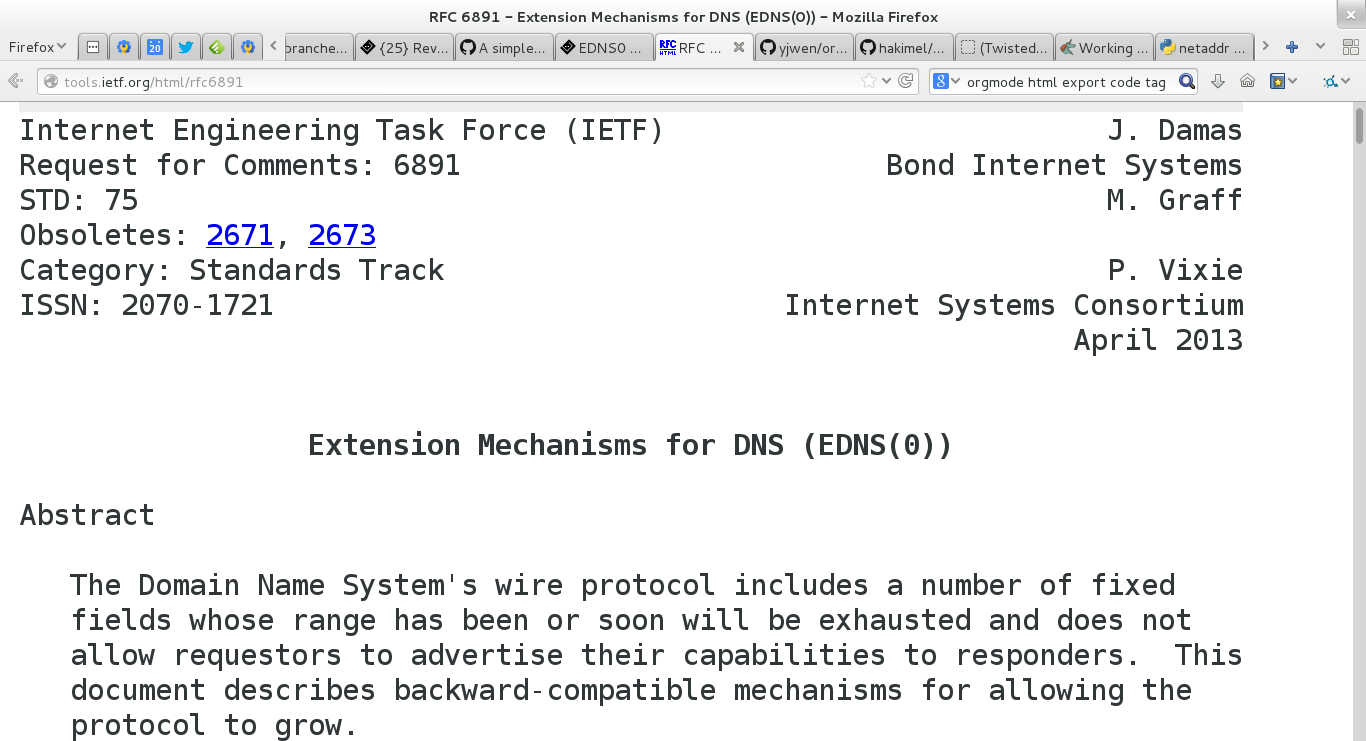 RFC 6891 - Extension Mechanisms for DNS (EDNS(0)) - Mozilla Firefox
Firefox 20 branche... {25} Rev... A simple... EDNS0 ... RFC ... yjwen/or... hakimel/... (Twisted... Working ... netaddr ...
tools.ietf.org/html/rfc6891 8 orgmode html export code tag
Internet Engineering Task Force (IETF) J. Damas
Request for Comments: 6891 Bond Internet Systems
STD: 75 M. Graff
Obsoletes: 2671, 2673
Category: Standards Track P. Vixie
ISSN: 2070-1721 Internet Systems Consortium
April 2013
Extension Mechanisms for DNS (EDNS(0))
Abstract
The Domain Name System's wire protocol includes a number of fixed
fields whose range has been or soon will be exhausted and does not
allow requestors to advertise their capabilities to responders. This
document describes backward-compatible mechanisms for allowing the
protocol to grow.